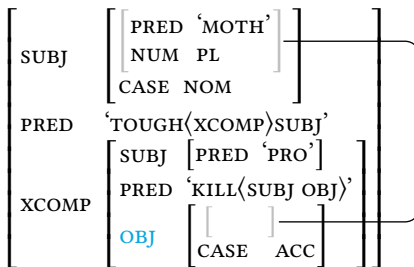 PRED ‘MOTH’
NUM PL
SUBJ
CASE NOM
PRED ‘TOUGH⟨XCOMP⟩SUBJ’
SUBJ [PRED ‘PRO’]
PRED ‘KILL⟨SUBJ OBJ⟩’
XCOMP
OBJ [ ]
CASE ACC